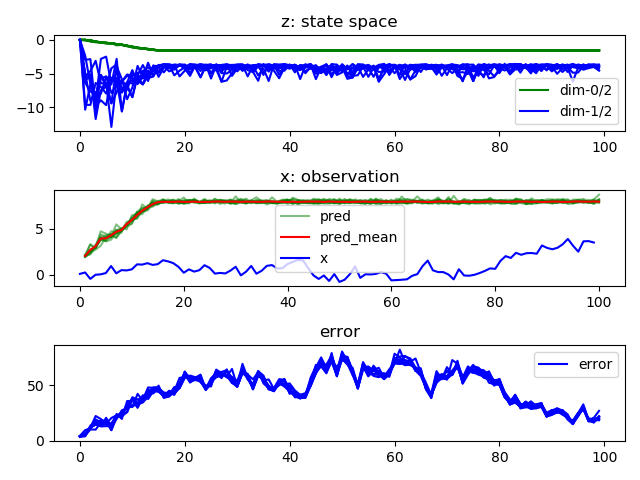 z: state space
0
−5
−10
dim-0/2
dim-1/2
0 20 40 60 80 100
x: observation
5
0
pred
pred_mean
x
0 20 40 60 80 100
error
50
0
error
0 20 40 60 80 100